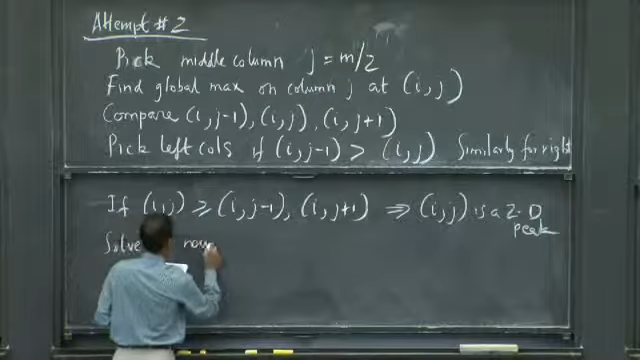 Attempt #2
Pick middle column j = m/2
Find global max on column j at (i,j)
Compare (i,j-1), (i,j), (i,j+1)
Pick left cols if (i,j-1) > (i,j) Similarly for right
If (i,j) ≥ (i,j-1), (i,j+1) ⇒ (i,j) is a 2-D
peak
Solve